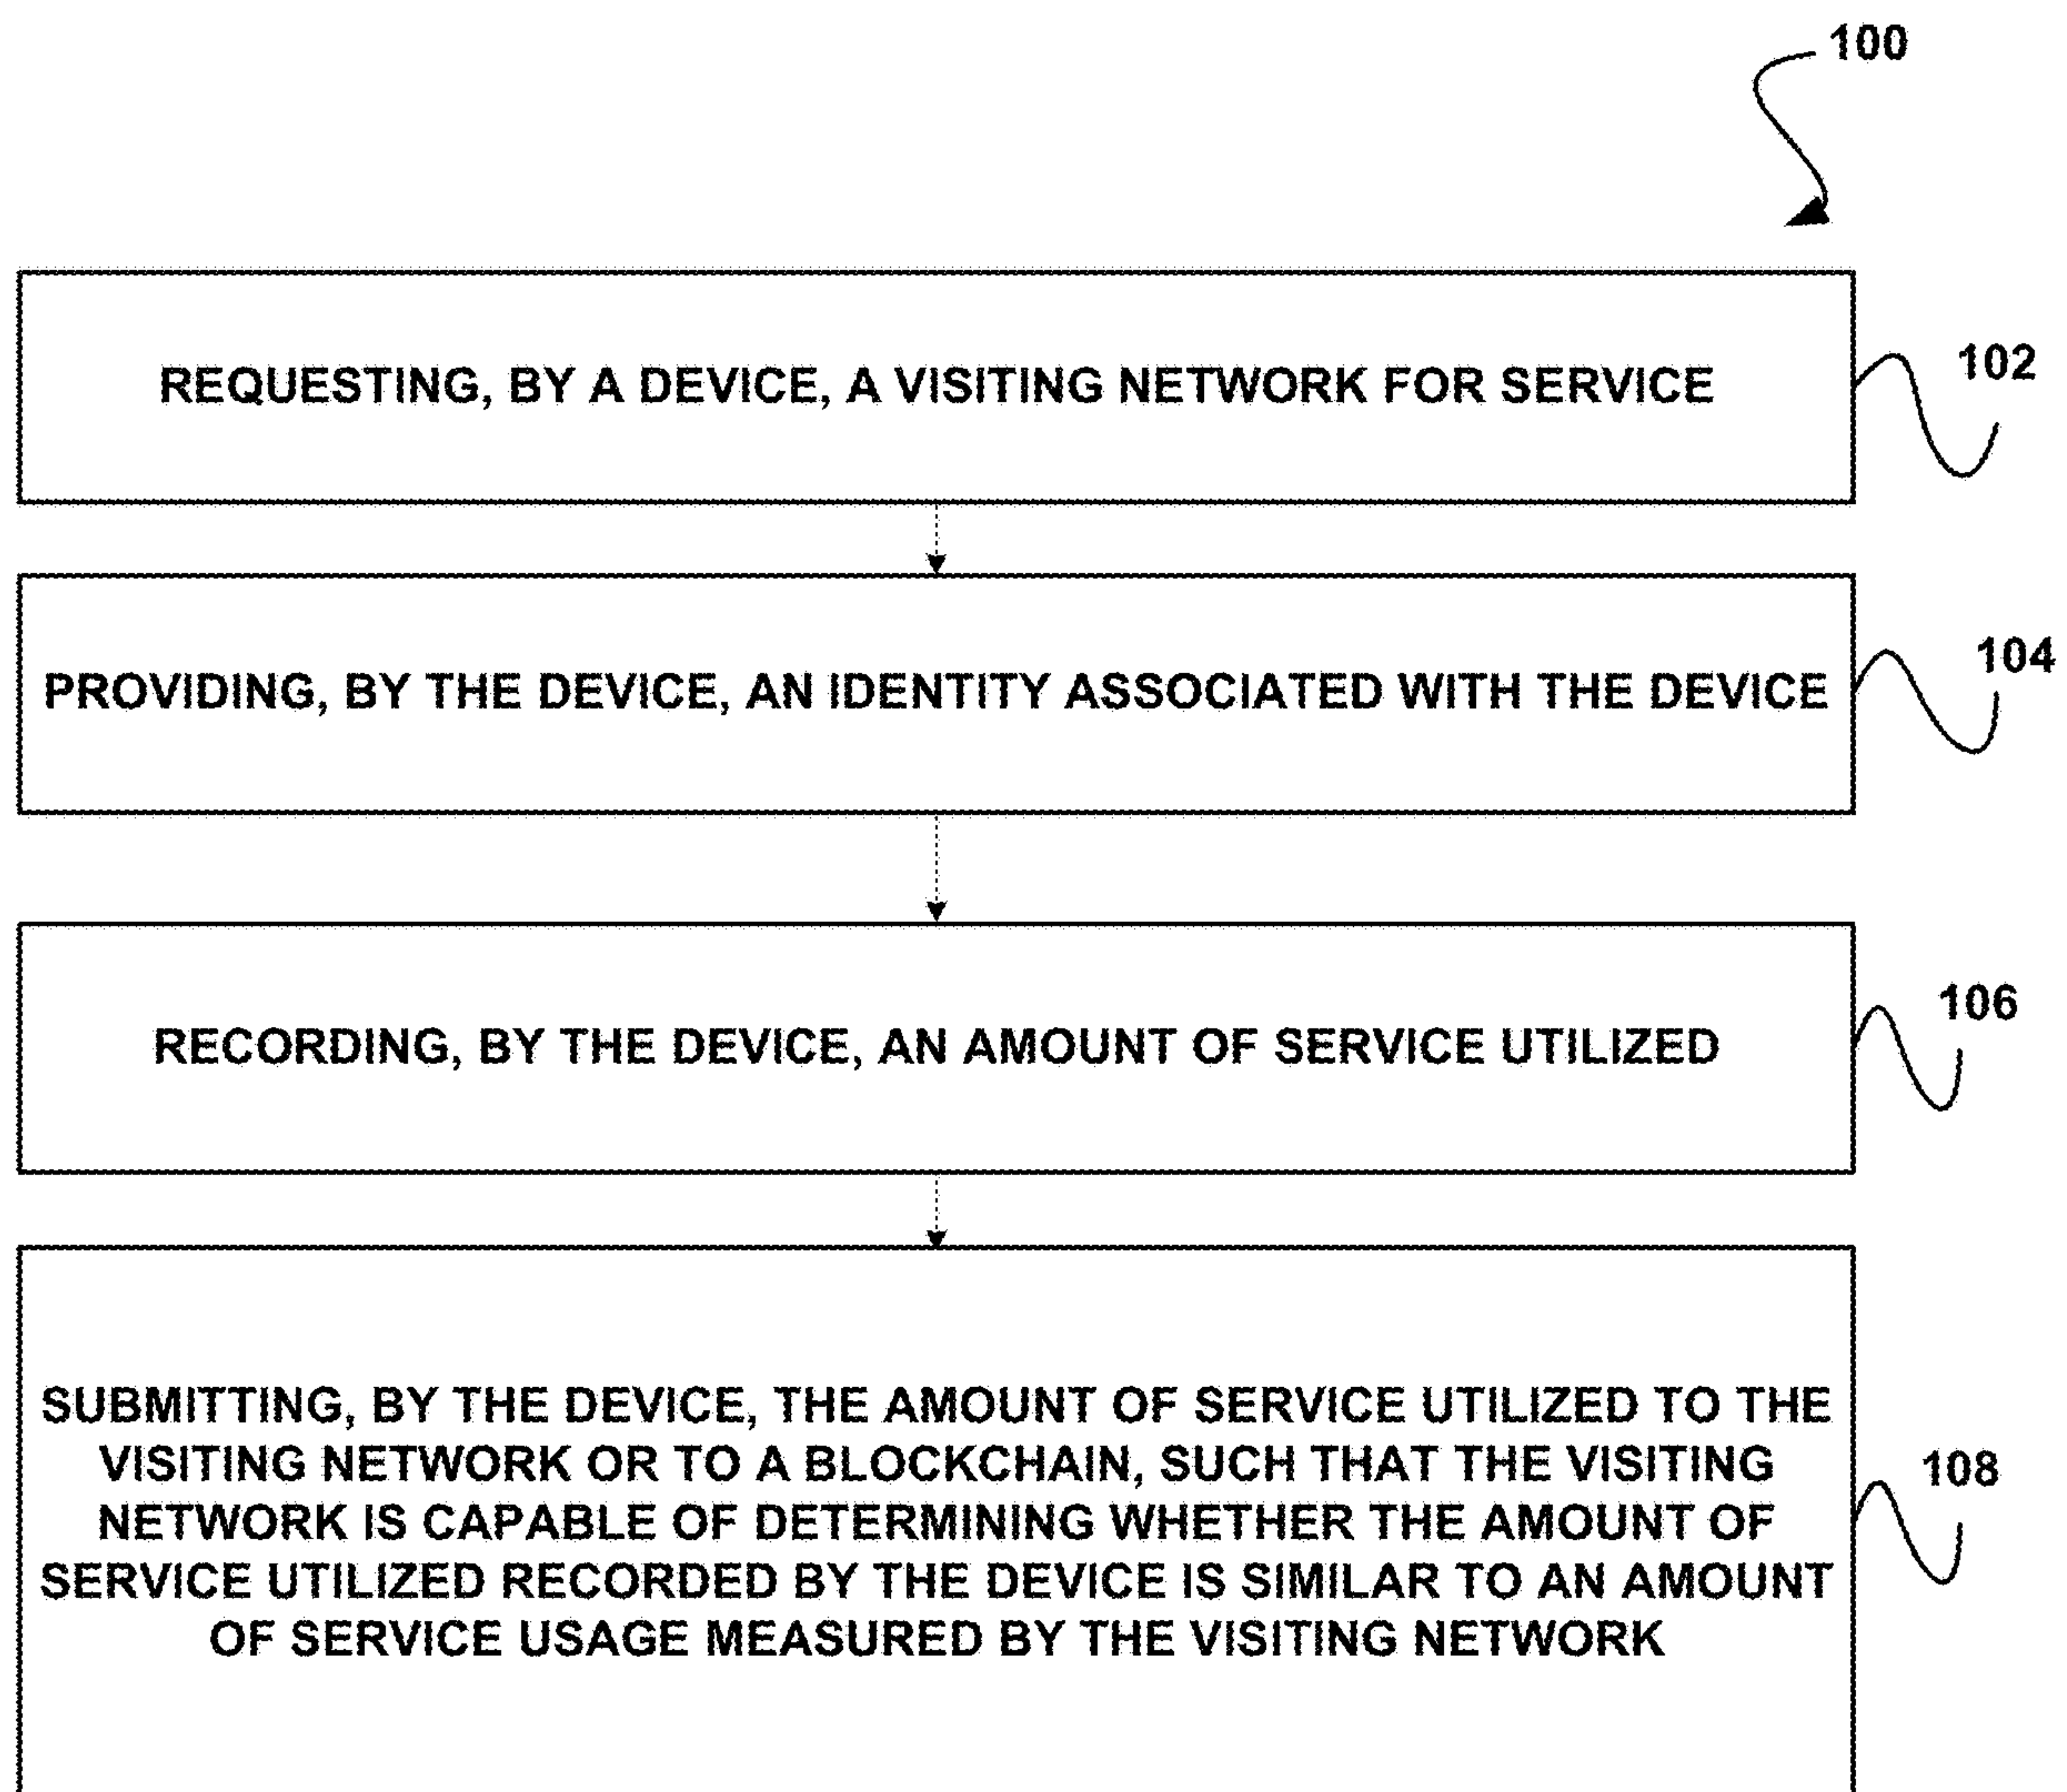 100
REQUESTING, BY A DEVICE, A VISITING NETWORK FOR SERVICE
102
PROVIDING, BY THE DEVICE, AN IDENTITY ASSOCIATED WITH THE DEVICE
104
RECORDING, BY THE DEVICE, AN AMOUNT OF SERVICE UTILIZED
106
SUBMITTING, BY THE DEVICE, THE AMOUNT OF SERVICE UTILIZED TO THE
VISITING NETWORK OR TO A BLOCKCHAIN, SUCH THAT THE VISITING
NETWORK IS CAPABLE OF DETERMINING WHETHER THE AMOUNT OF
SERVICE UTILIZED RECORDED BY THE DEVICE IS SIMILAR TO AN AMOUNT
OF SERVICE USAGE MEASURED BY THE VISITING NETWORK
108